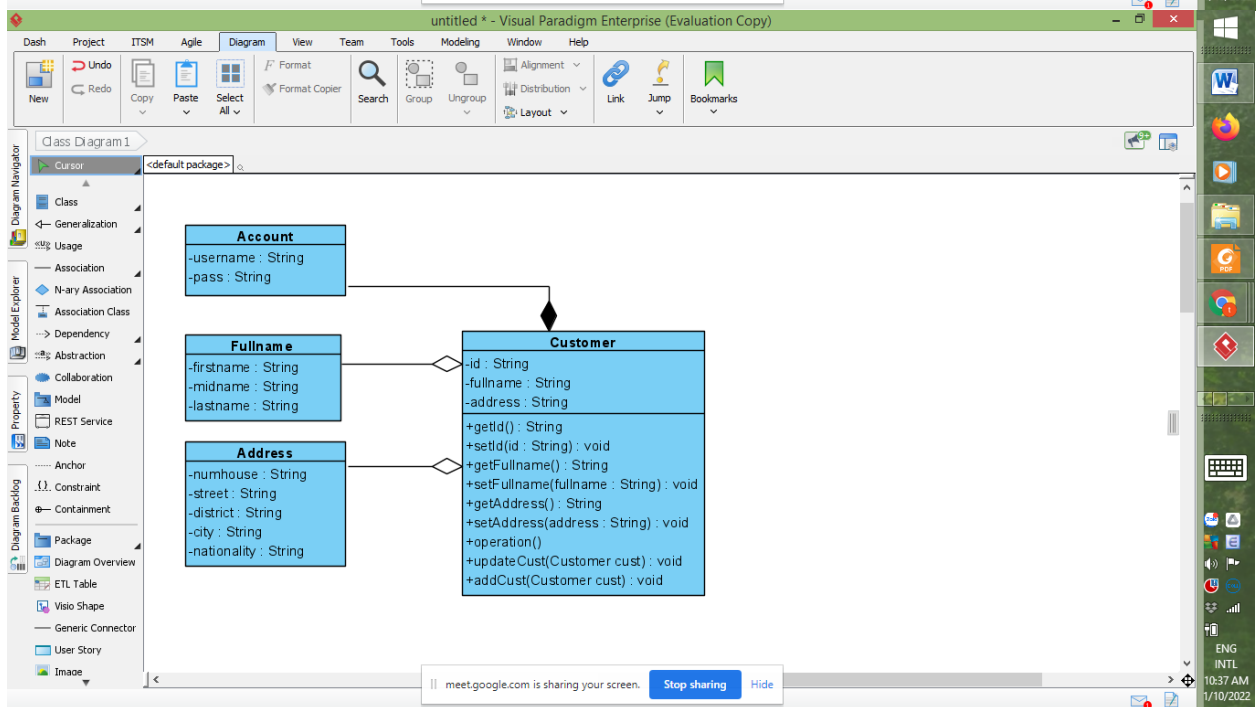 untitled * - Visual Paradigm Enterprise (Evaluation Copy)
Dash Project ITSM Agile Diagram View Team Tools Modeling Window Help
Undo
Redo
New
Copy
Paste
Select
All
Format
Format Copier
Search
Group
Ungroup
Alignment
Distribution
Layout
Link
Jump
Bookmarks
Class Diagram1
9+
Diagram Navigator
Model Explorer
Property
Diagram Backlog
Cursor
Class
Generalization
Usage
Association
N-ary Association
Association Class
Dependency
Abstraction
Collaboration
Model
REST Service
Note
Anchor
Constraint
Containment
Package
Diagram Overview
ETL Table
Visio Shape
Generic Connector
User Story
Image
<default package>
Account
-username : String
-pass : String
Fullname
-firstname : String
-midname : String
-lastname : String
Address
-numhouse : String
-street : String
-district : String
-city : String
-nationality : String
Customer
-id : String
-fullname : String
-address : String
+getId() : String
+setId(id : String) : void
+getFullname() : String
+setFullname(fullname : String) : void
+getAddress() : String
+setAddress(address : String) : void
+operation()
+updateCust(Customer cust) : void
+addCust(Customer cust) : void
meet.google.com is sharing your screen.
Stop sharing
Hide
PDF
ENG
INTL
10:37 AM
1/10/2022